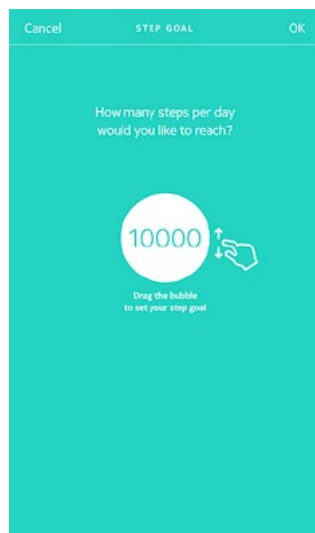 Cancel STEP GOAL OK
How many steps per day
would you like to reach?
10000
Drag the bubble
to set your step goal